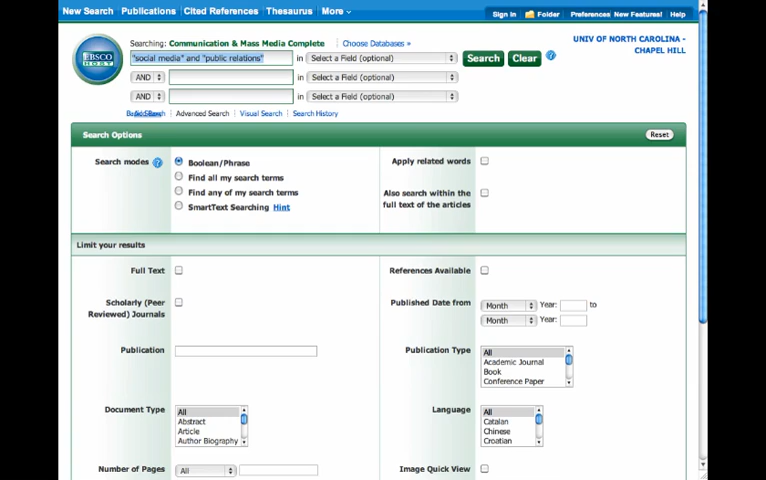 New Search Publications Cited References Thesaurus More
Sign In Folder Preferences New Features! Help
UNIV OF NORTH CAROLINA - CHAPEL HILL
EBSCO HOST
Searching: Communication & Mass Media Complete Choose Databases »
"social media" and "public relations" in Select a Field (optional) Search Clear
AND in Select a Field (optional)
AND in Select a Field (optional)
Advanced Search Visual Search Search History
Search Options Reset
Search modes Boolean/Phrase Apply related words
Find all my search terms
Find any of my search terms Also search within the full text of the articles
SmartText Searching Hint
Limit your results
Full Text References Available
Scholarly (Peer Reviewed) Journals Published Date from Month Year: to
Month Year:
Publication Publication Type All
Academic Journal
Book
Conference Paper
Document Type All Language All
Abstract Catalan
Article Chinese
Author Biography Croatian
Number of Pages All Image Quick View